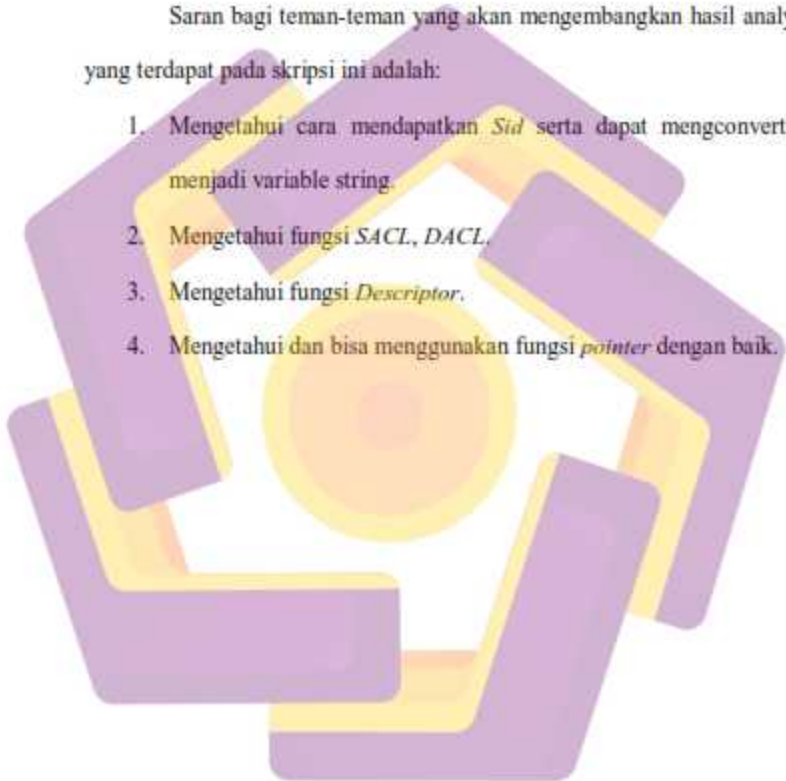 Saran bagi teman-teman yang akan mengembangkan hasil analy
yang terdapat pada skripsi ini adalah:
1. Mengetahui cara mendapatkan Sid serta dapat mengconvert
menjadi variable string.
2. Mengetahui fungsi SACL, DACL.
3. Mengetahui fungsi Descriptor.
4. Mengetahui dan bisa menggunakan fungsi pointer dengan baik.